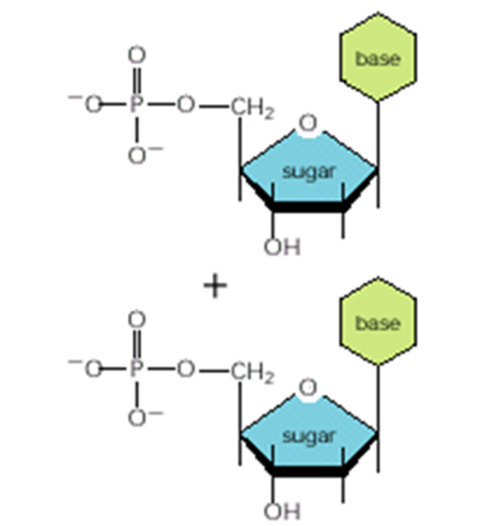 base
O
⁻O P O CH₂
O
O⁻
sugar
OH
+
base
O
⁻O P O CH₂
O
O⁻
sugar
OH